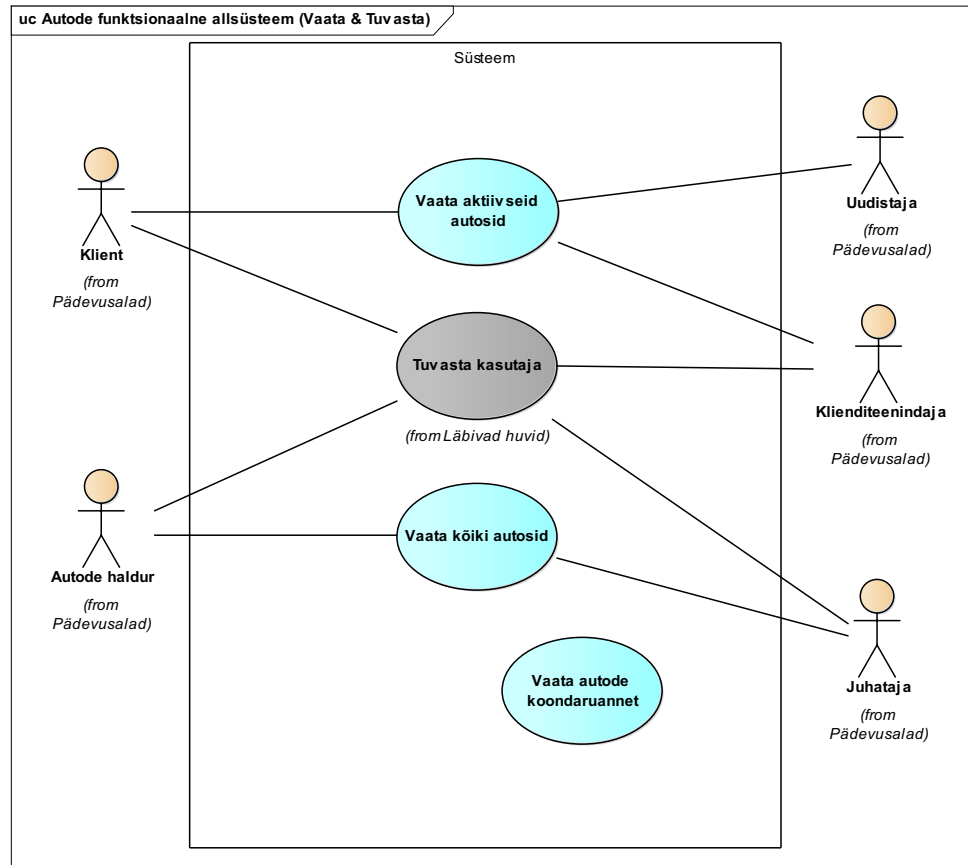 uc Autode funktsionaalne allsüsteem (Vaata & Tuvasta)
Süsteem
Klient
(from
Pädevusalad)
Vaata aktiivseid
autosid
Uudistaja
(from
Pädevusalad)
Tuvasta kasutaja
(from Läbivad huvid)
Klienditeenindaja
(from
Pädevusalad)
Autode haldur
(from
Pädevusalad)
Vaata kõiki autosid
Vaata autode
koondaruannet
Juhataja
(from
Pädevusalad)